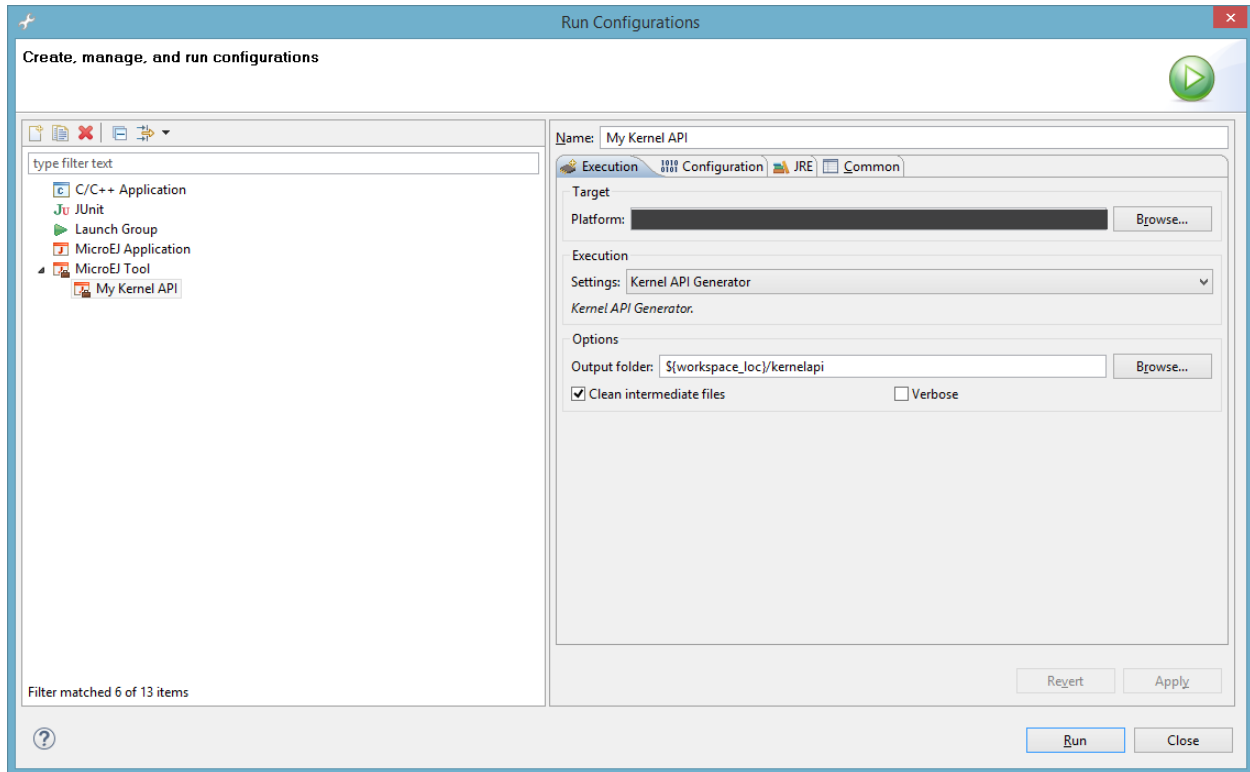 Run Configurations
Create, manage, and run configurations
type filter text
C/C++ Application
JUnit
Launch Group
MicroEJ Application
MicroEJ Tool
My Kernel API
Filter matched 6 of 13 items
Name: My Kernel API
Execution Configuration JRE Common
Target
Platform: Browse...
Execution
Settings: Kernel API Generator
Kernel API Generator.
Options
Output folder: ${workspace_loc}/kernelapi Browse...
Clean intermediate files Verbose
Revert Apply
Run Close